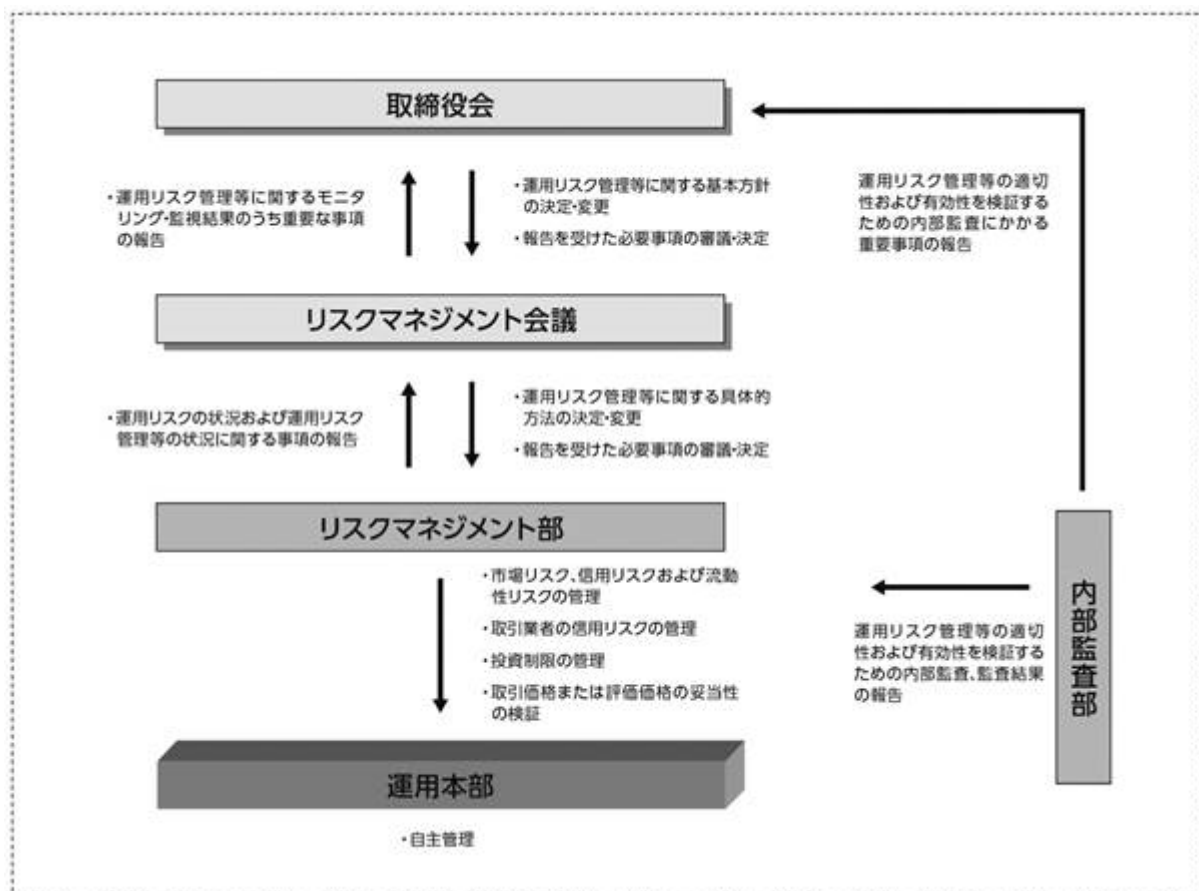 取締役会
・運用リスク管理等に関するモニタ
リング・監視結果のうち重要な事項
の報告
・運用リスク管理等に関する基本方針
の決定・変更
・報告を受けた必要事項の審議・決定
運用リスク管理等の適切
性および有効性を検証する
ための内部監査にかかる
重要事項の報告
リスクマネジメント会議
・運用リスクの状況および運用リスク
管理等の状況に関する事項の報告
・運用リスク管理等に関する具体的
方法の決定・変更
・報告を受けた必要事項の審議・決定
リスクマネジメント部
・市場リスク、信用リスクおよび流動
性リスクの管理
・取引業者の信用リスクの管理
・投資制限の管理
・取引価格または評価価格の妥当性
の検証
運用リスク管理等の適切
性および有効性を検証する
ための内部監査、監査結果
の報告
内部監査部
運用本部
・自主管理